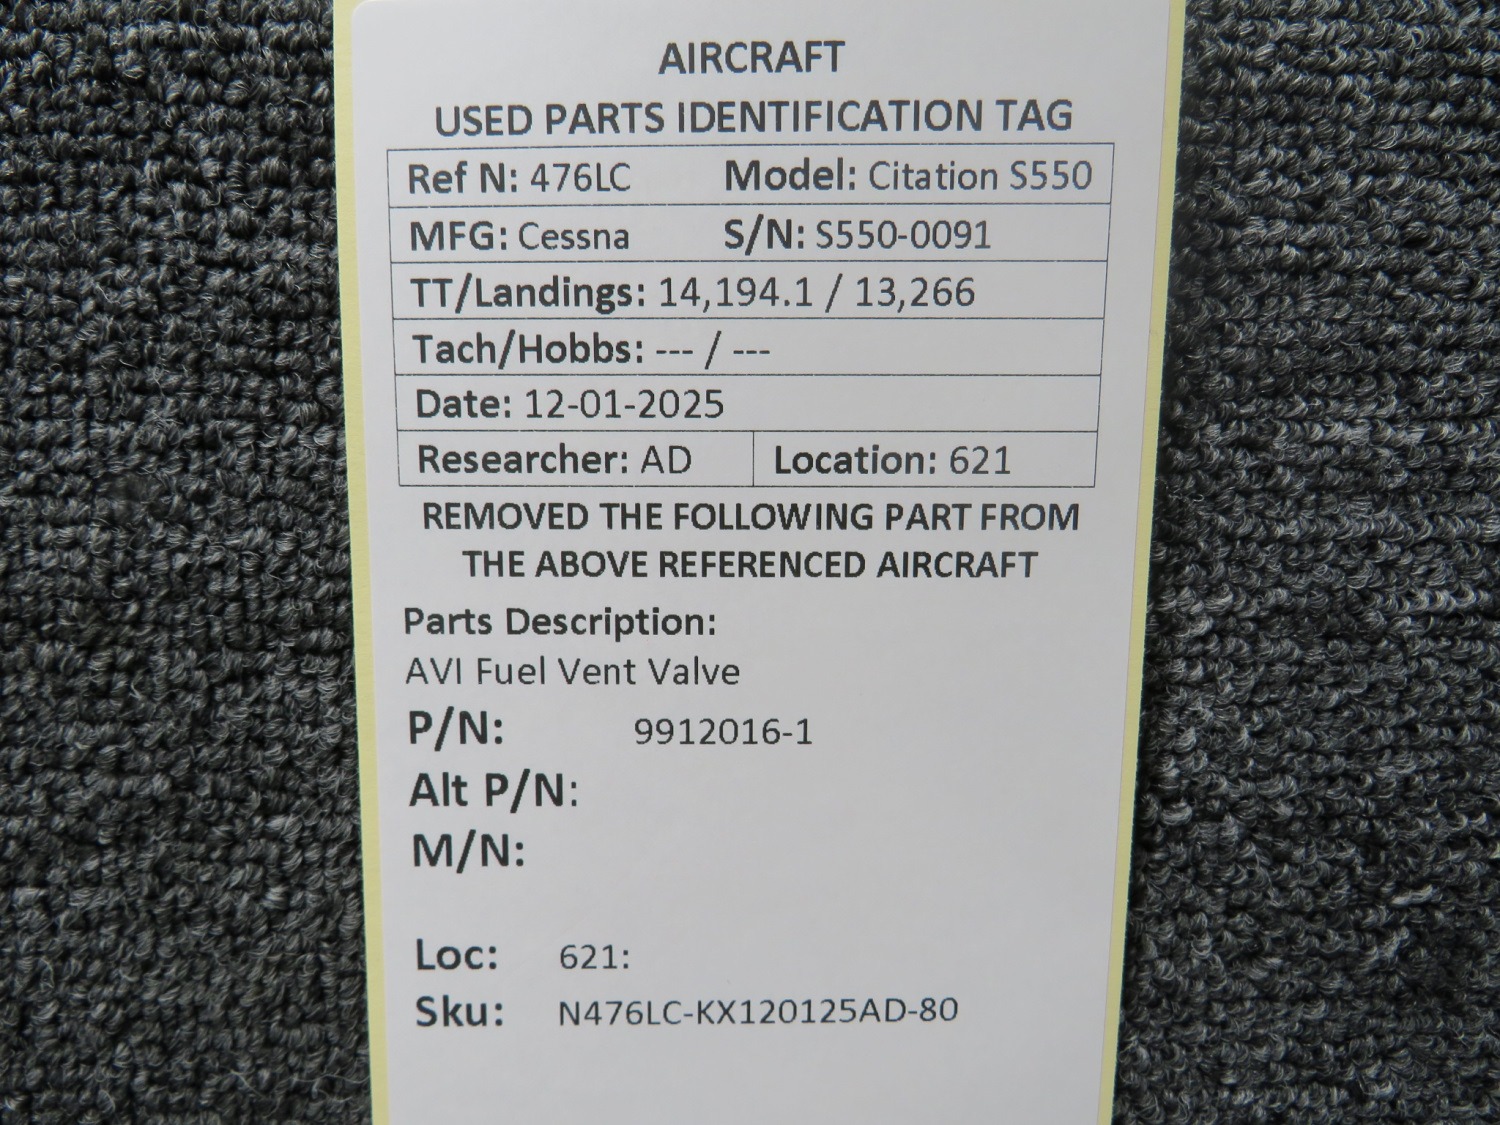 AIRCRAFT
USED PARTS IDENTIFICATION TAG
Ref N: 476LC Model: Citation S550
MFG: Cessna S/N: S550-0091
TT/Landings: 14,194.1 / 13,266
Tach/Hobbs: --- / ---
Date: 12-01-2025
Researcher: AD Location: 621
REMOVED THE FOLLOWING PART FROM
THE ABOVE REFERENCED AIRCRAFT
Parts Description:
AVI Fuel Vent Valve
P/N: 9912016-1
Alt P/N:
M/N:
Loc: 621:
Sku: N476LC-KX120125AD-80